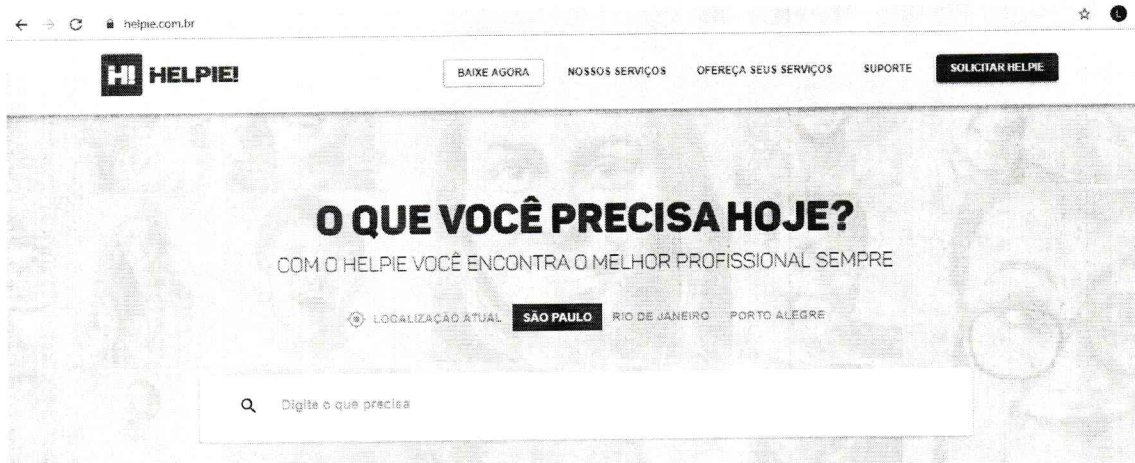 helpie.com.br
L
HI HELPIE!
BAIXE AGORA NOSSOS SERVIÇOS OFEREÇA SEUS SERVIÇOS SUPORTE SOLICITAR HELPIE
O QUE VOCÊ PRECISA HOJE?
COM O HELPIE VOCÊ ENCONTRA O MELHOR PROFISSIONAL SEMPRE
LOCALIZAÇÃO ATUAL SÃO PAULO RIO DE JANEIRO PORTO ALEGRE
Digite o que precisa